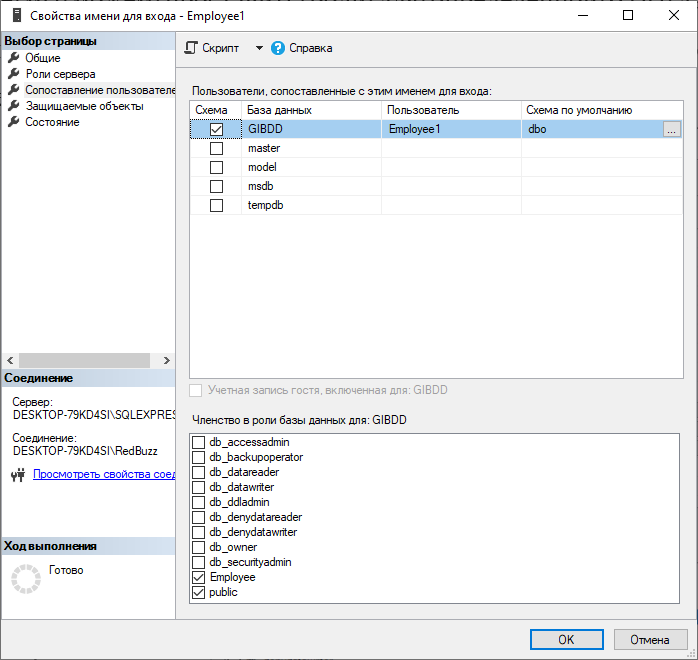 Свойства имени для входа - Employee1
Выбор страницы
Общие
Роли сервера
Сопоставление пользователе
Защищаемые объекты
Состояние
Скрипт
Справка
Пользователи, сопоставленные с этим именем для входа:
Схема База данных Пользователь Схема по умолчанию
GIBDD Employee1 dbo ...
master
model
msdb
tempdb
Учетная запись гостя, включенная для: GIBDD
Членство в роли базы данных для: GIBDD
db_accessadmin
db_backupoperator
db_datareader
db_datawriter
db_ddladmin
db_denydatareader
db_denydatawriter
db_owner
db_securityadmin
Employee
public
Соединение
Сервер:
DESKTOP-79KD4SI\SQLEXPRES
Соединение:
DESKTOP-79KD4SI\RedBuzz
Просмотреть свойства соед
Ход выполнения
Готово
OK
Отмена